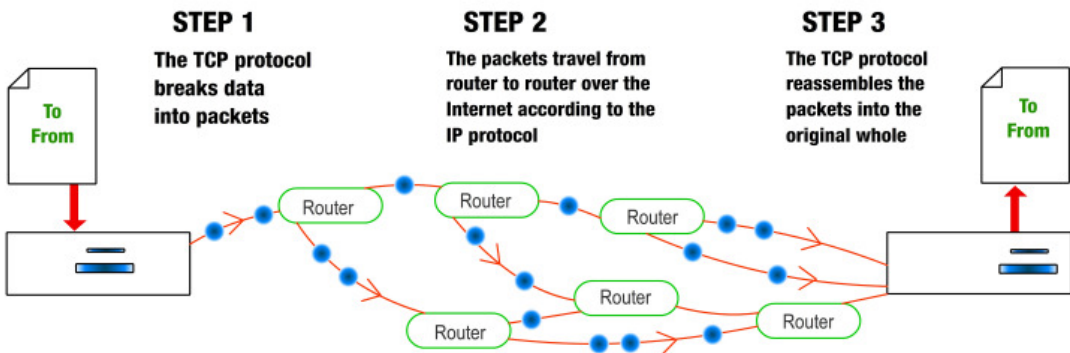 STEP 1
The TCP protocol
breaks data
into packets
STEP 2
The packets travel from
router to router over the
Internet according to the
IP protocol
STEP 3
The TCP protocol
reassembles the
packets into the
original whole
To
From
To
From
Router
Router
Router
Router
Router
Router